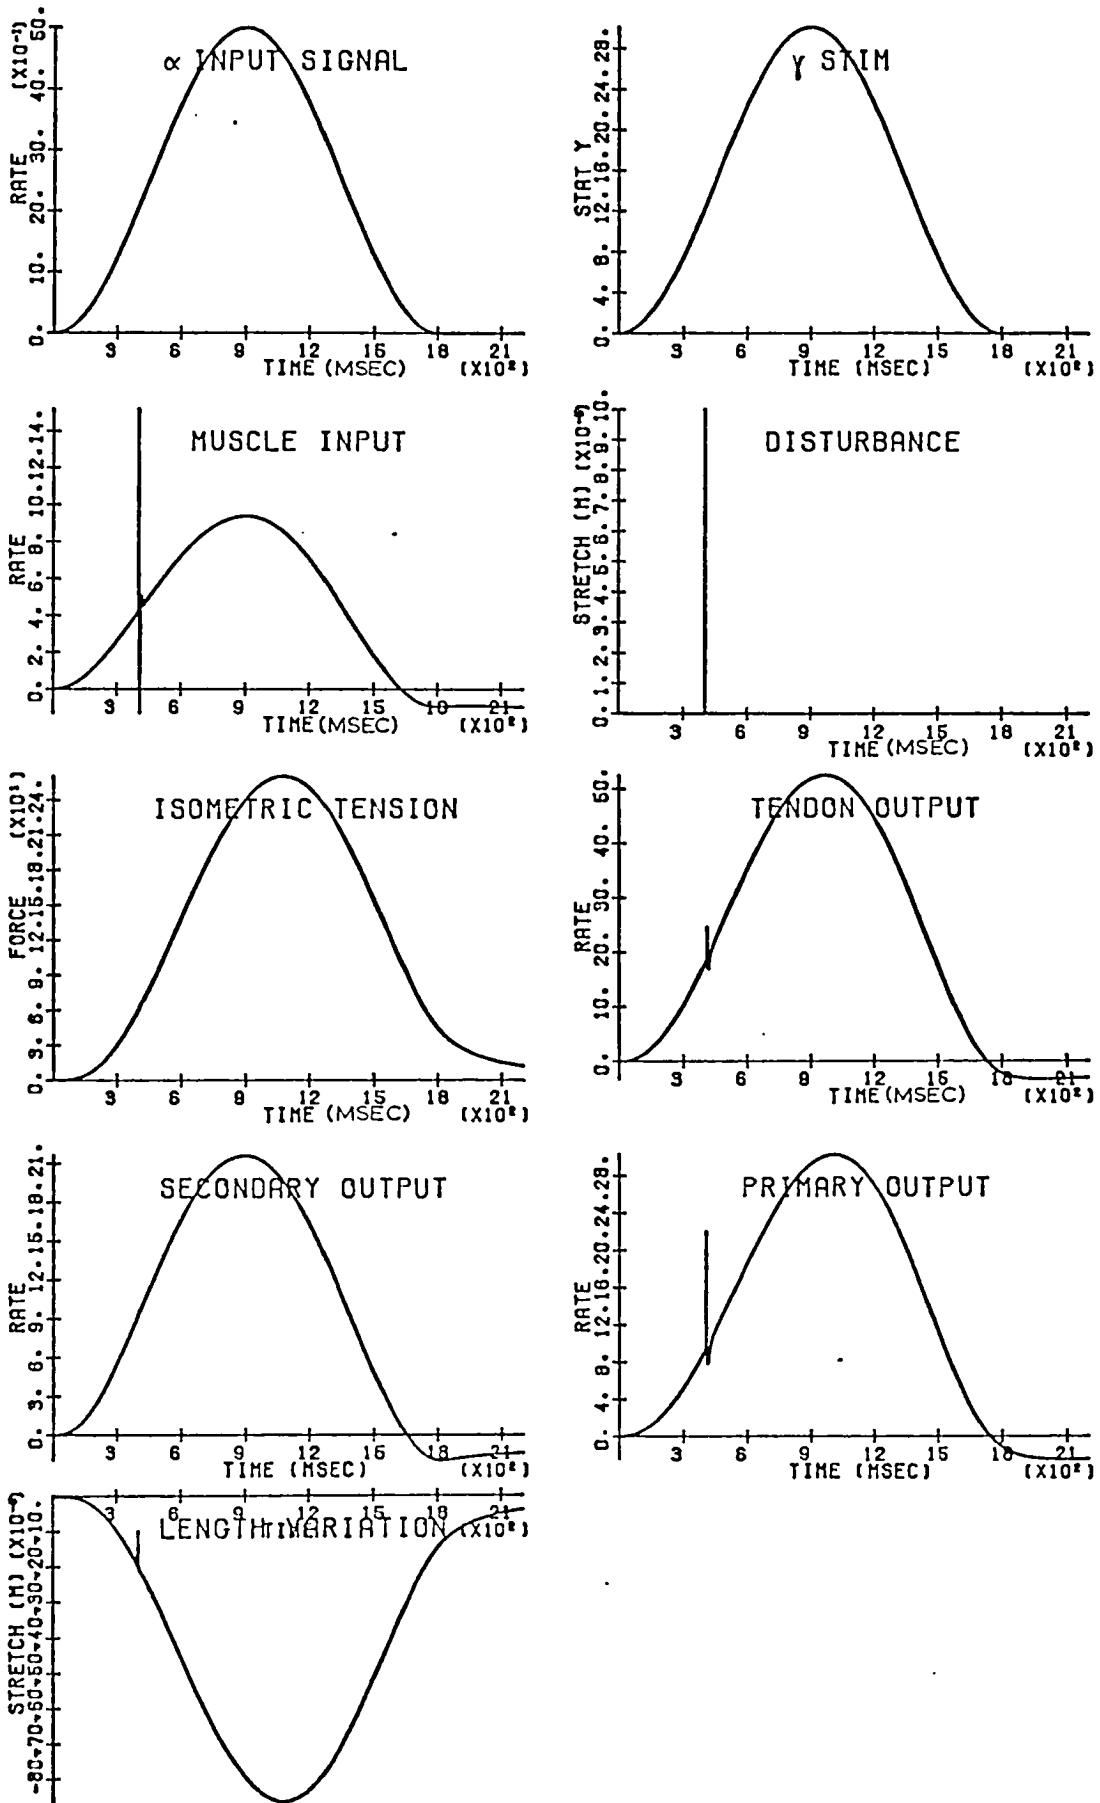 α INPUT SIGNAL
RATE (X10⁻¹)
0. 10. 20. 30. 40. 50.
3 6 9 12 15 18 21
TIME (MSEC) (X10²)
γ STIM
STAT γ
0. 4. 8. 12. 16. 20. 24. 28.
3 6 9 12 15 18 21
TIME (MSEC) (X10²)
MUSCLE INPUT
RATE
0. 2. 4. 6. 8. 10. 12. 14.
3 6 9 12 15 18 21
TIME (MSEC) (X10²)
DISTURBANCE
STRETCH (M)
0. 1. 2. 3. 4. 5. 6. 7. 8. 9. 10.
3 6 9 12 15 18 21
TIME (MSEC) (X10²)
ISOMETRIC TENSION
FORCE (X10¹)
0. 3. 6. 9. 12. 15. 18. 21. 24.
3 6 9 12 15 18 21
TIME (MSEC) (X10²)
TENDON OUTPUT
RATE
0. 10. 20. 30. 40. 50.
3 6 9 12 15 18 21
TIME (MSEC) (X10²)
SECONDARY OUTPUT
RATE
0. 3. 6. 9. 12. 15. 18. 21.
3 6 9 12 15 18 21
TIME (MSEC) (X10²)
PRIMARY OUTPUT
RATE
0. 4. 8. 12. 16. 20. 24. 28.
3 6 9 12 15 18 21
TIME (MSEC) (X10²)
LENGTH VARIATION
STRETCH (M)
-80. -70. -60. -50. -40. -30. -20. -10.
3 6 9 12 15 18 21
(X10²)